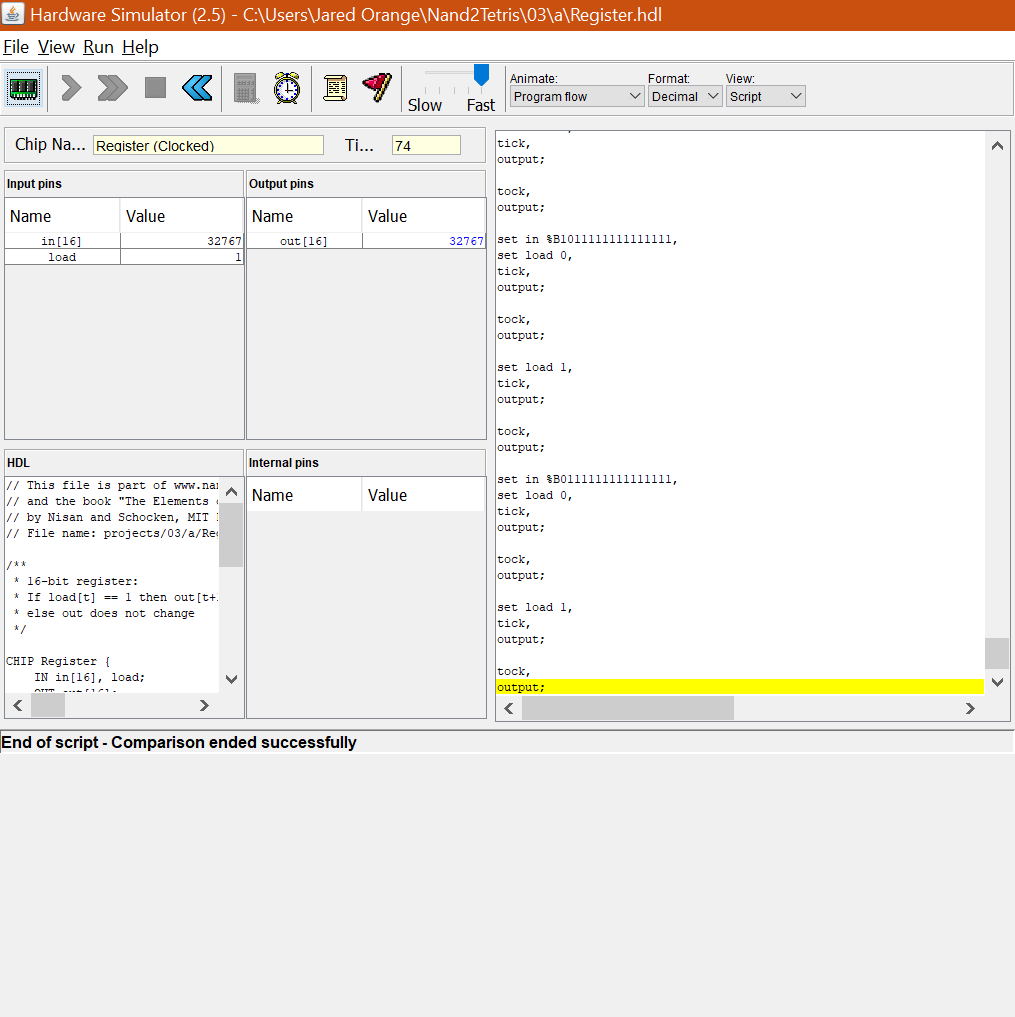 Hardware Simulator (2.5) - C:\Users\Jared Orange\Nand2Tetris\03\a\Register.hdl
File View Run Help
Slow Fast
Animate: Format: View:
Program flow Decimal Script
Chip Na... Register (Clocked) Ti... 74
Input pins
Name Value
in[16] 32767
load 1
Output pins
Name Value
out[16] 32767
HDL
// This file is part of www.nan
// and the book "The Elements
// by Nisan and Schocken, MIT
// File name: projects/03/a/Reg
/**
* 16-bit register:
* If load[t] == 1 then out[t+
* else out does not change
*/
CHIP Register {
IN in[16], load;
OUT out[16];
Internal pins
Name Value
tick,
output;
tock,
output;
set in %B1011111111111111,
set load 0,
tick,
output;
tock,
output;
set load 1,
tick,
output;
tock,
output;
set in %B0111111111111111,
set load 0,
tick,
output;
tock,
output;
set load 1,
tick,
output;
tock,
output;
End of script - Comparison ended successfully